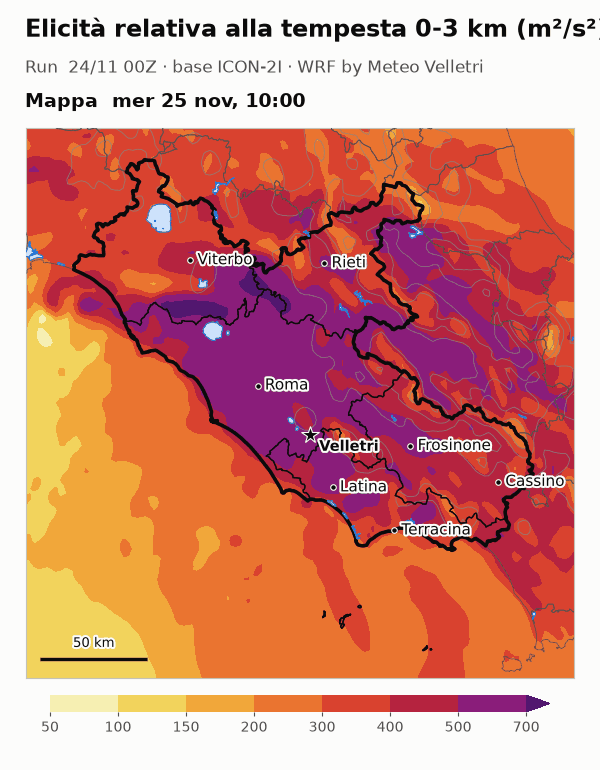 Elicità relativa alla tempesta 0-3 km (m²/s²)
Run  24/11 00Z · base ICON-2I · WRF by Meteo Velletri
Mappa  mer 25 nov, 10:00
Viterbo
Rieti
Roma
Velletri
Frosinone
Latina
Cassino
Terracina
50 km
50 100 150 200 300 400 500 700